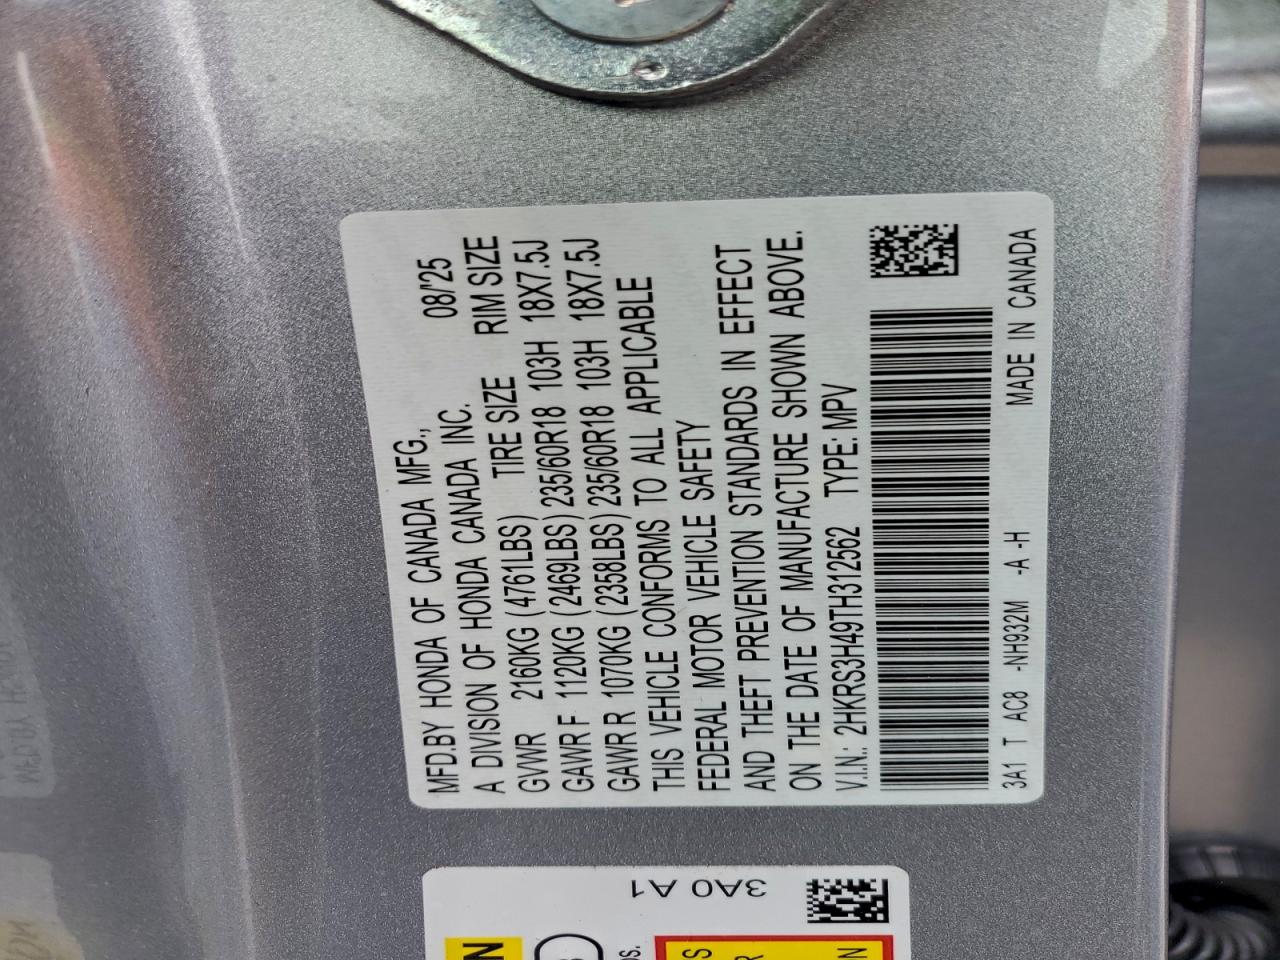 MFD.BY HONDA OF CANADA MFG., 08/'25
A DIVISION OF HONDA CANADA INC.
TIRE SIZE RIM SIZE
GVWR 2160KG (4761LBS)
GAWR F 1120KG (2469LBS) 235/60R18 103H 18X7.5J
GAWR R 1070KG (2358LBS) 235/60R18 103H 18X7.5J
THIS VEHICLE CONFORMS TO ALL APPLICABLE
FEDERAL MOTOR VEHICLE SAFETY
AND THEFT PREVENTION STANDARDS IN EFFECT
ON THE DATE OF MANUFACTURE SHOWN ABOVE.
V.I.N.: 2HKRS3H49TH312562 TYPE: MPV
3A1 T AC8 -NH932M -A -H MADE IN CANADA
3A0 A1